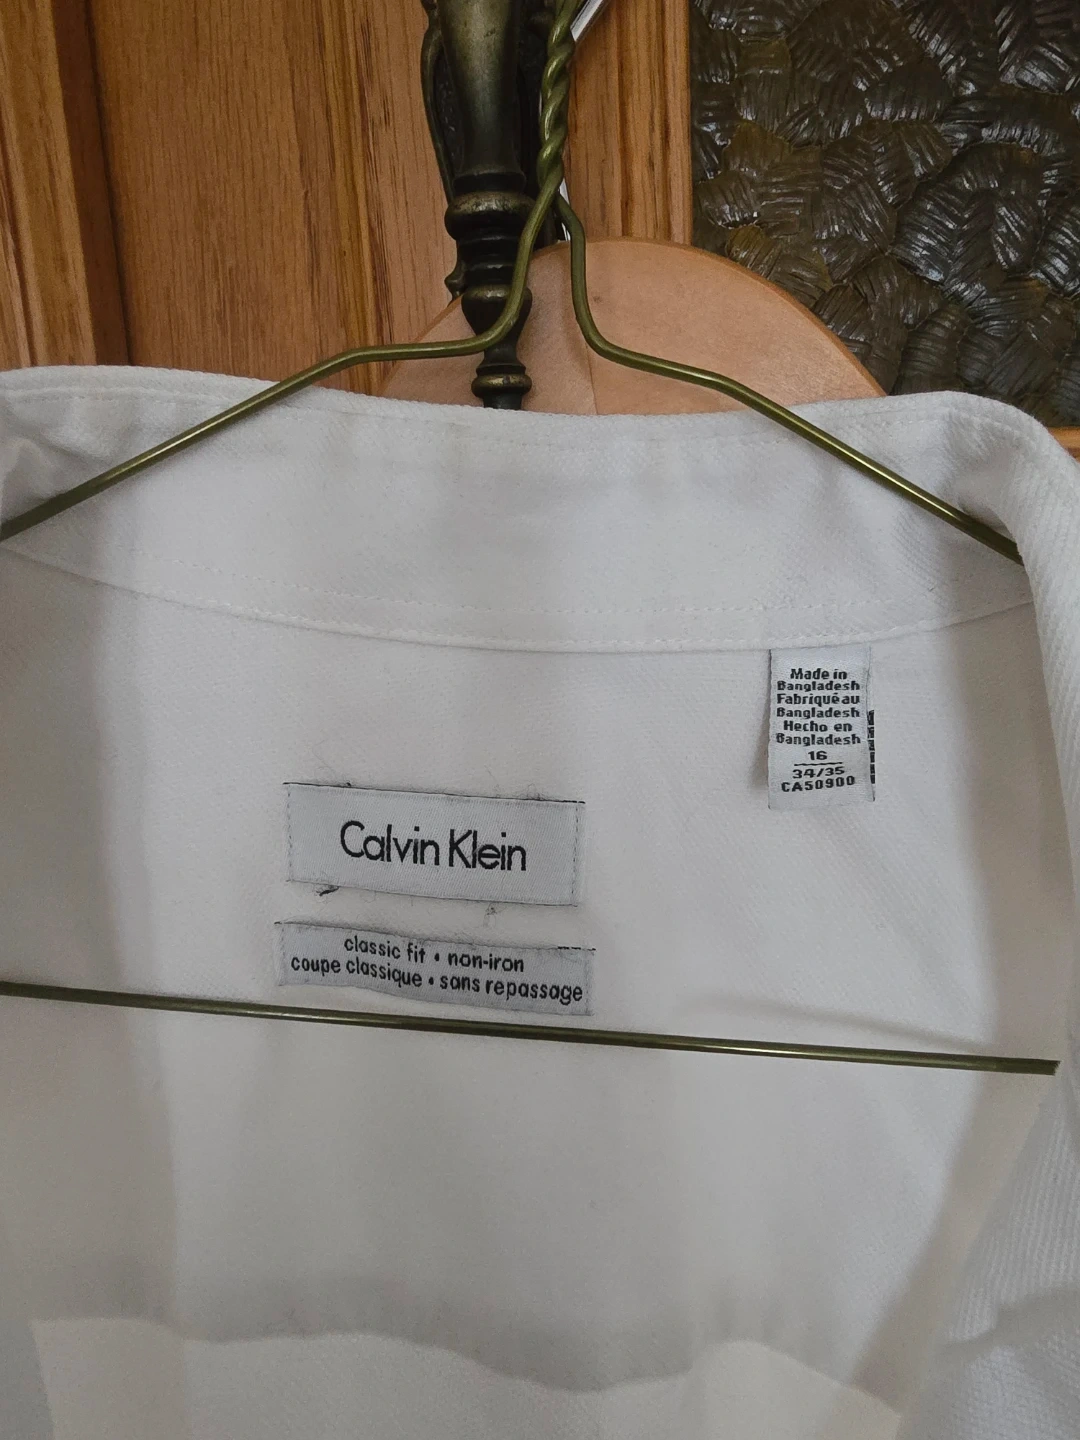 Made in
Bangladesh
Fabriqué au
Bangladesh
Hecho en
Bangladesh
16
34/35
CA50900
Calvin Klein
classic fit • non-iron
coupe classique • sans repassage